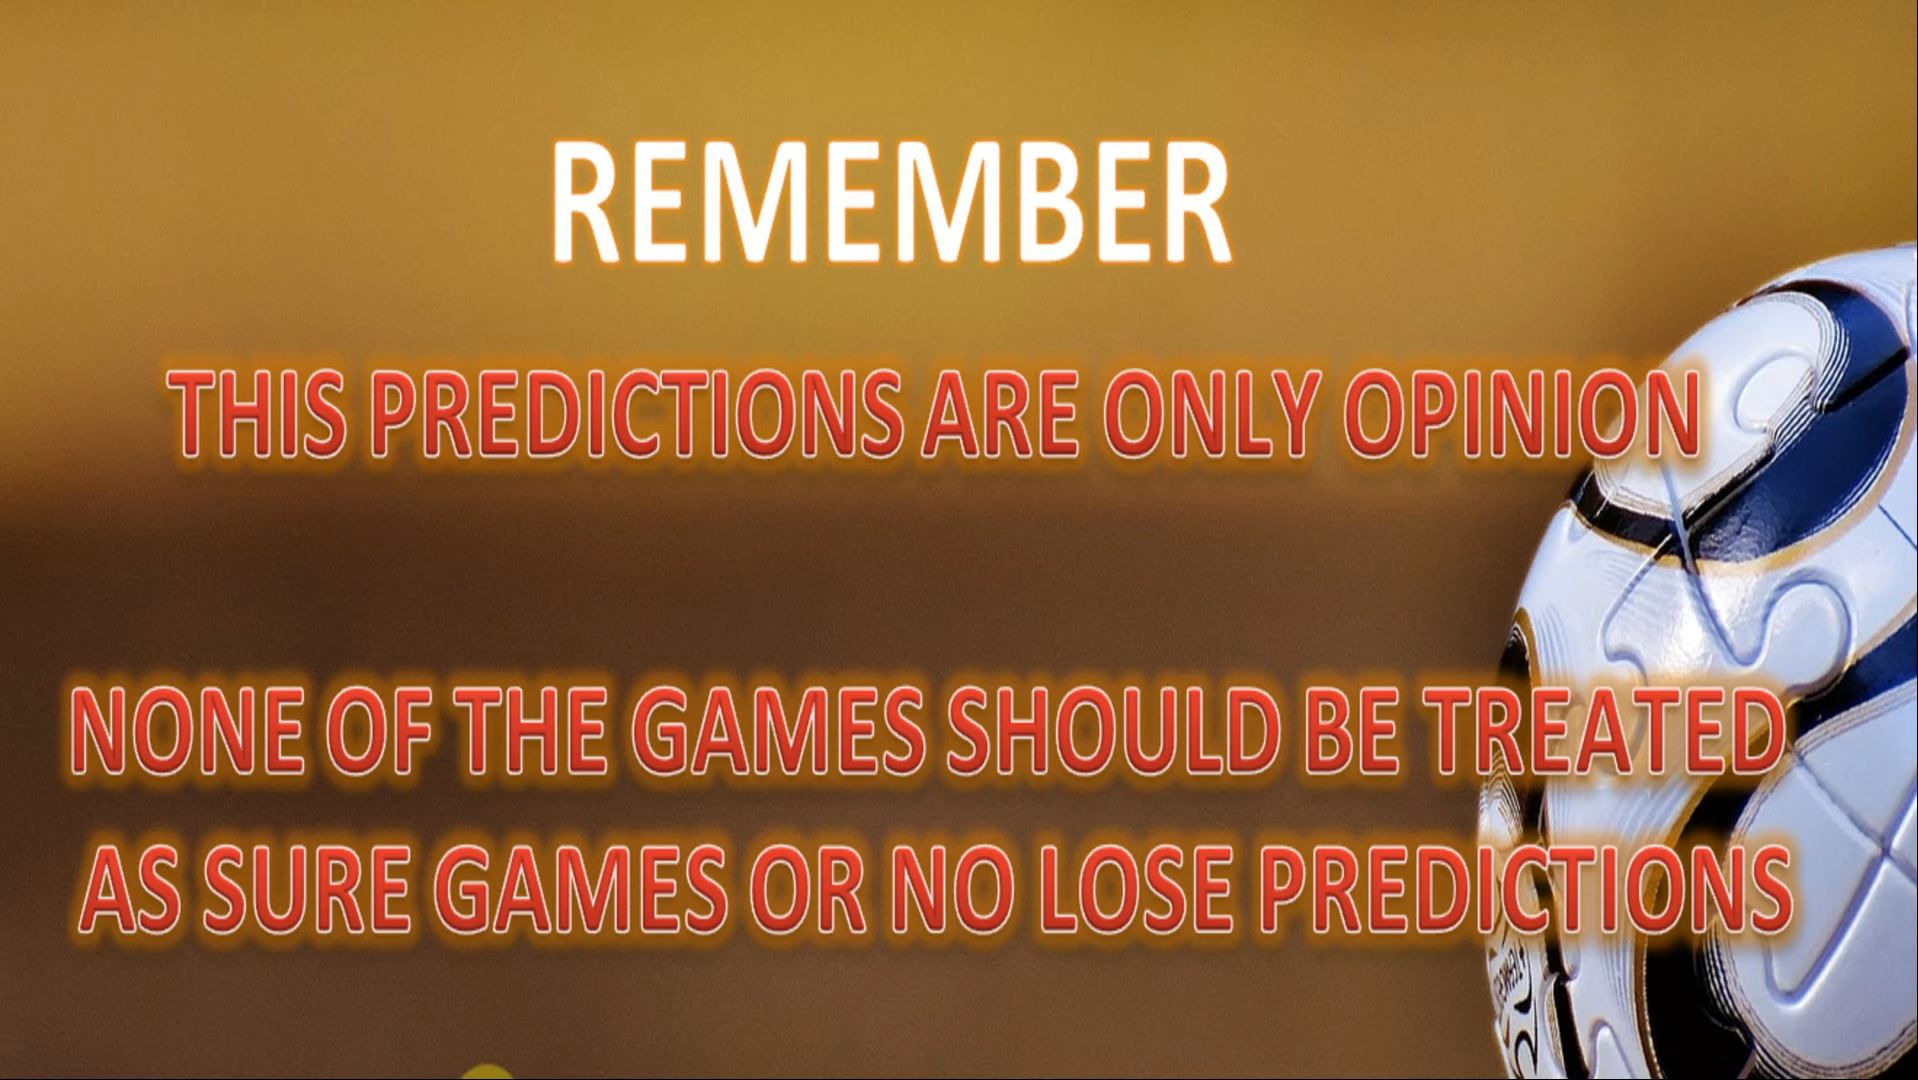 REMEMBER
THIS PREDICTIONS ARE ONLY OPINION
NONE OF THE GAMES SHOULD BE TREATED
AS SURE GAMES OR NO LOSE PREDICTIONS